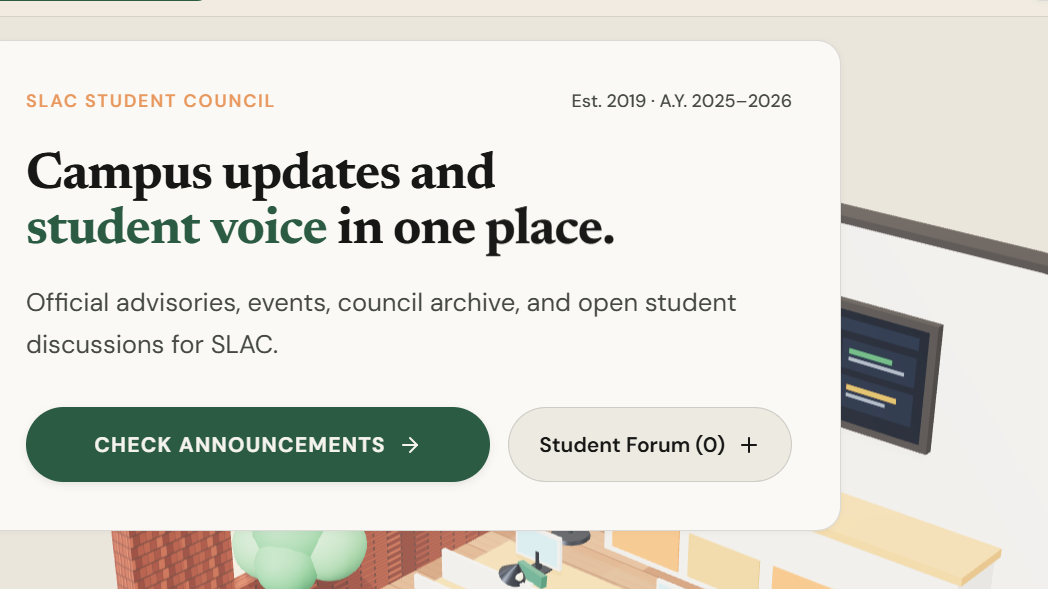 SLAC STUDENT COUNCIL
Est. 2019 · A.Y. 2025–2026
Campus updates and
student voice in one place.
Official advisories, events, council archive, and open student
discussions for SLAC.
CHECK ANNOUNCEMENTS →
Student Forum (0) +